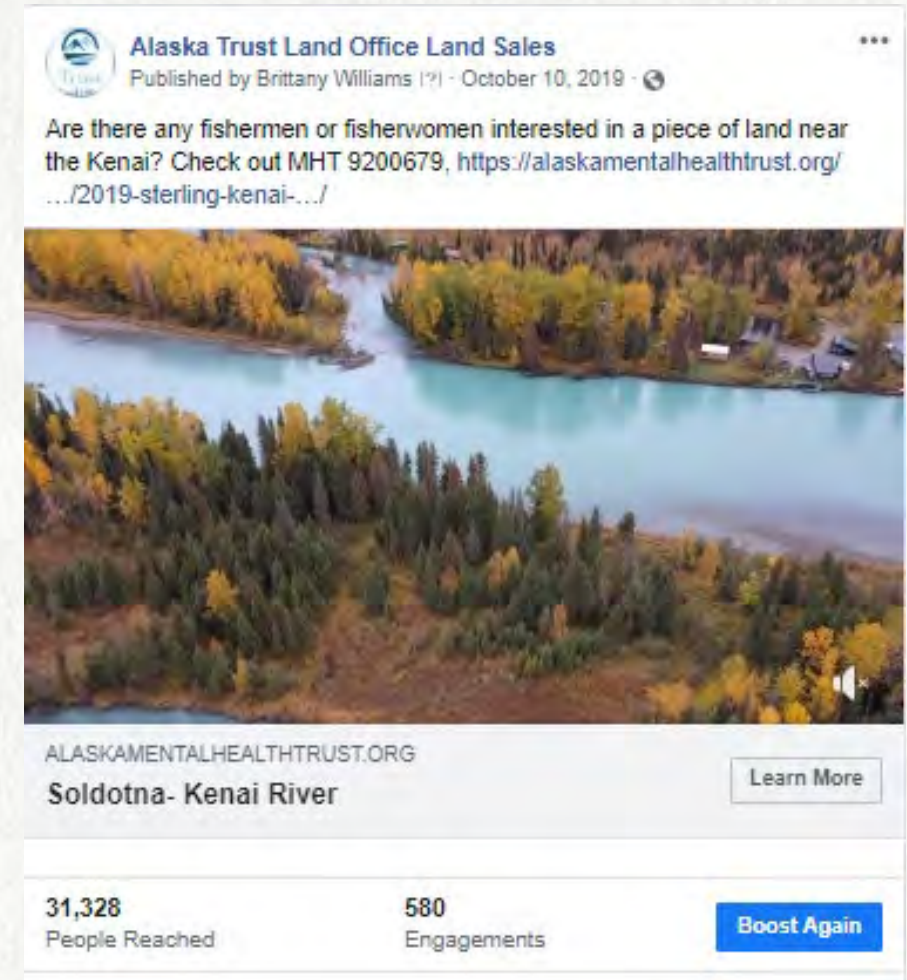 Alaska Trust Land Office Land Sales
Published by Brittany Williams [?] · October 10, 2019 ·
Are there any fishermen or fisherwomen interested in a piece of land near
the Kenai? Check out MHT 9200679, https://alaskamentalhealthtrust.org/
…/2019-sterling-kenai-…/
ALASKAMENTALHEALTHTRUST.ORG
Soldotna- Kenai River
Learn More
31,328
580
People Reached
Engagements
Boost Again